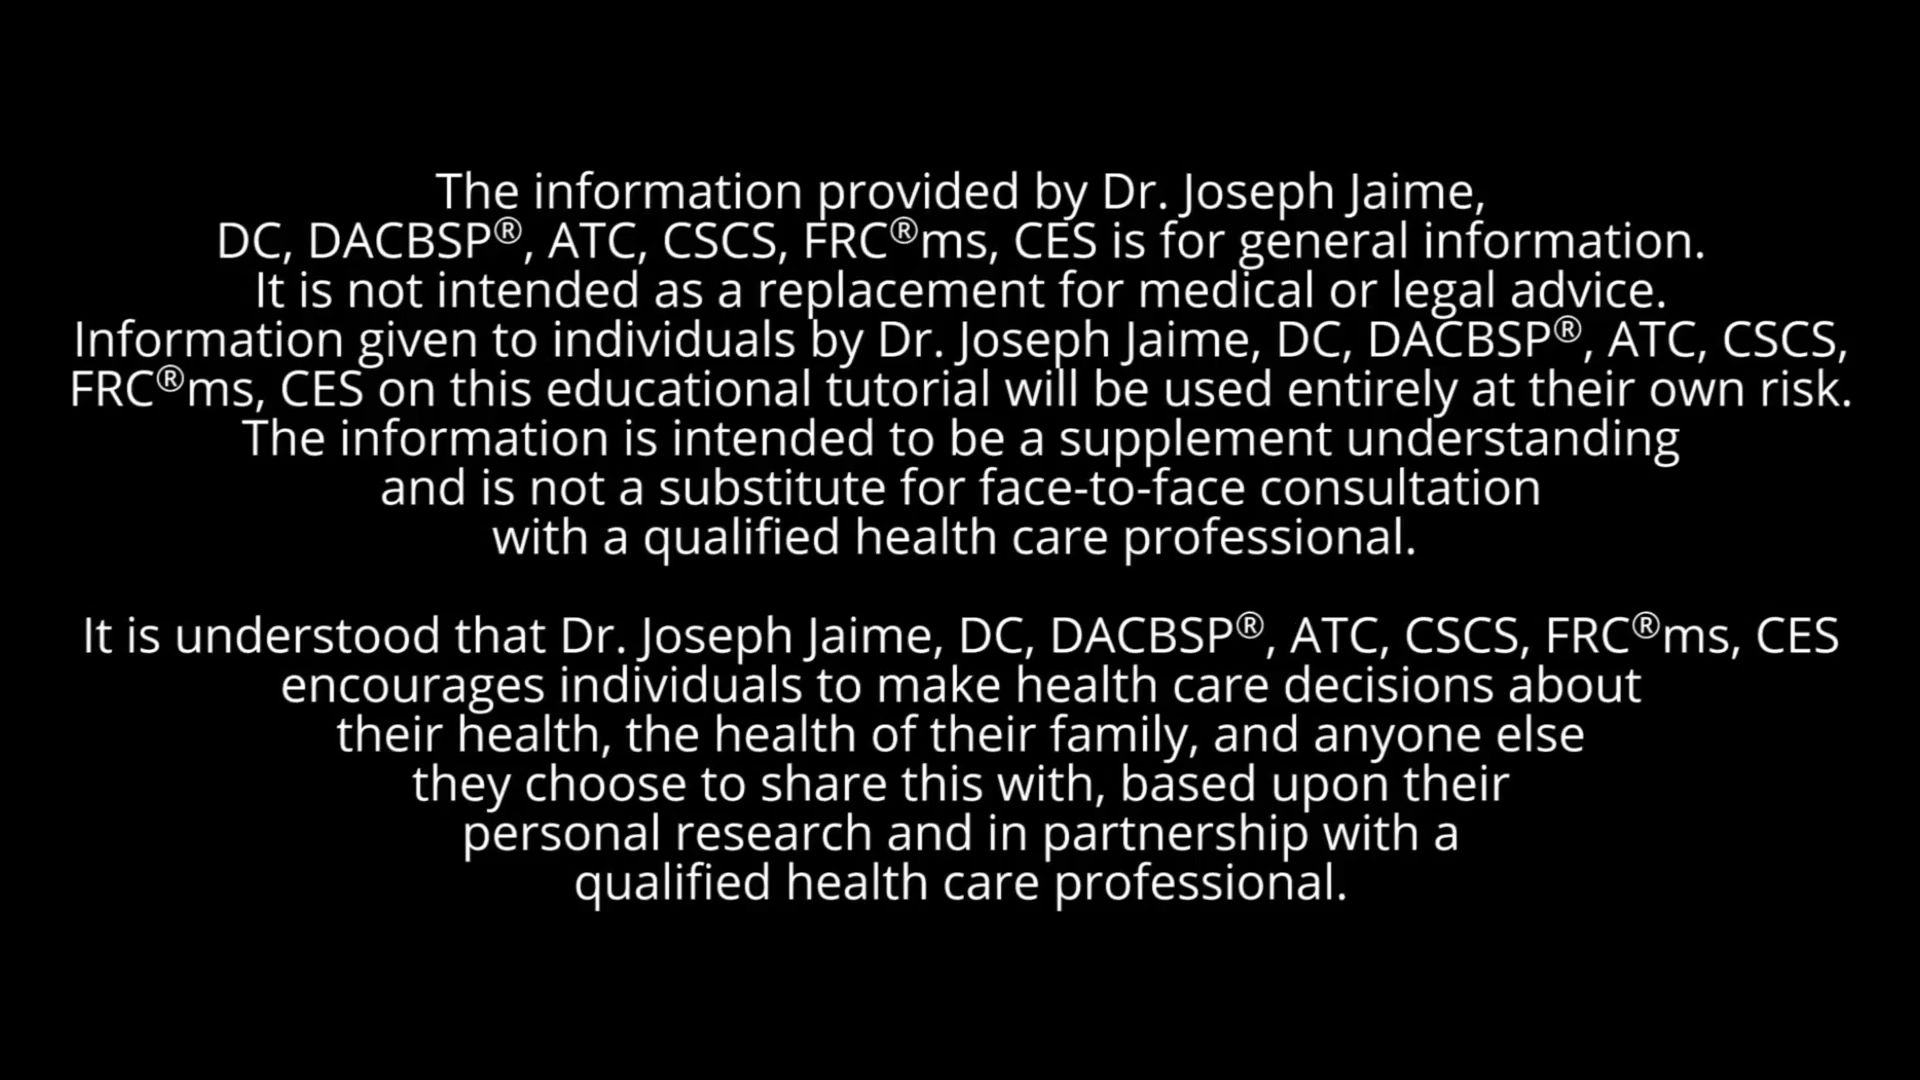 The information provided by Dr. Joseph Jaime,
DC, DACBSP®, ATC, CSCS, FRC®ms, CES is for general information.
It is not intended as a replacement for medical or legal advice.
Information given to individuals by Dr. Joseph Jaime, DC, DACBSP®, ATC, CSCS,
FRC®ms, CES on this educational tutorial will be used entirely at their own risk.
The information is intended to be a supplement understanding
and is not a substitute for face-to-face consultation
with a qualified health care professional.
It is understood that Dr. Joseph Jaime, DC, DACBSP®, ATC, CSCS, FRC®ms, CES
encourages individuals to make health care decisions about
their health, the health of their family, and anyone else
they choose to share this with, based upon their
personal research and in partnership with a
qualified health care professional.